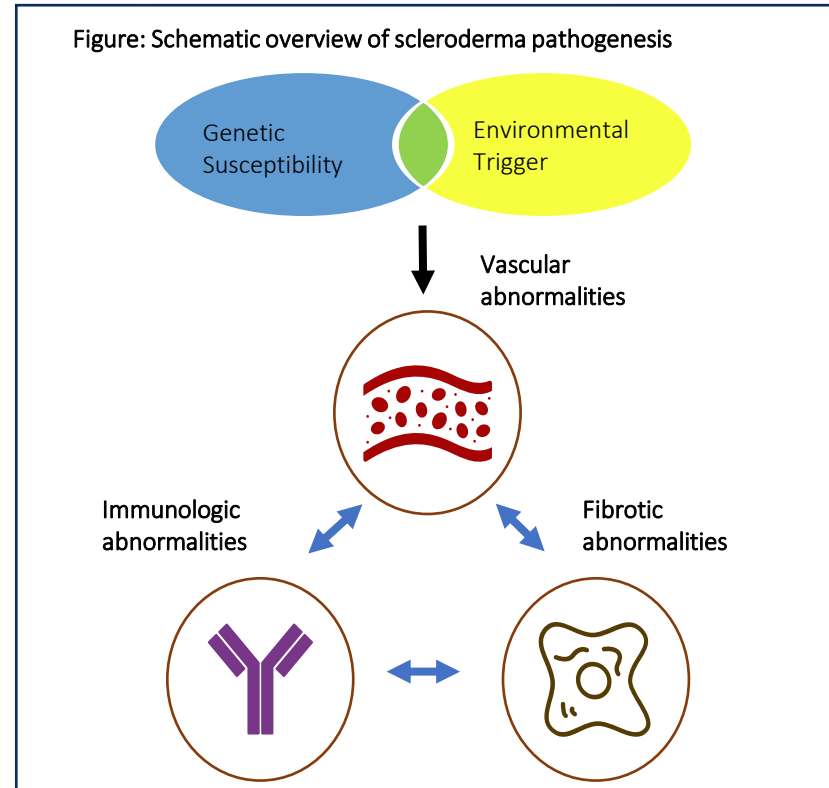 Figure: Schematic overview of scleroderma pathogenesis
Genetic
Susceptibility
Environmental
Trigger
Vascular
abnormalities
Immunologic
abnormalities
Fibrotic
abnormalities